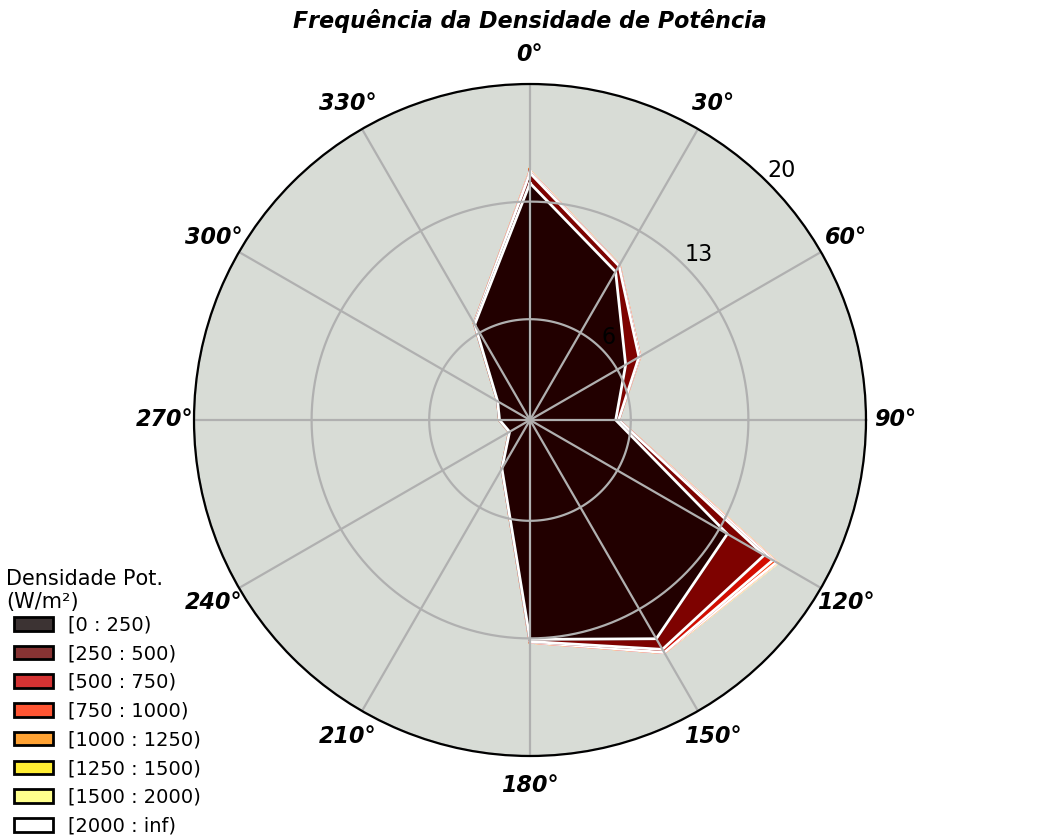 Frequência da Densidade de Potência
0°
330°
30°
20
300°
60°
13
6
270°
90°
240°
120°
210°
150°
180°
Densidade Pot.
(W/m²)
[0 : 250)
[250 : 500)
[500 : 750)
[750 : 1000)
[1000 : 1250)
[1250 : 1500)
[1500 : 2000)
[2000 : inf)